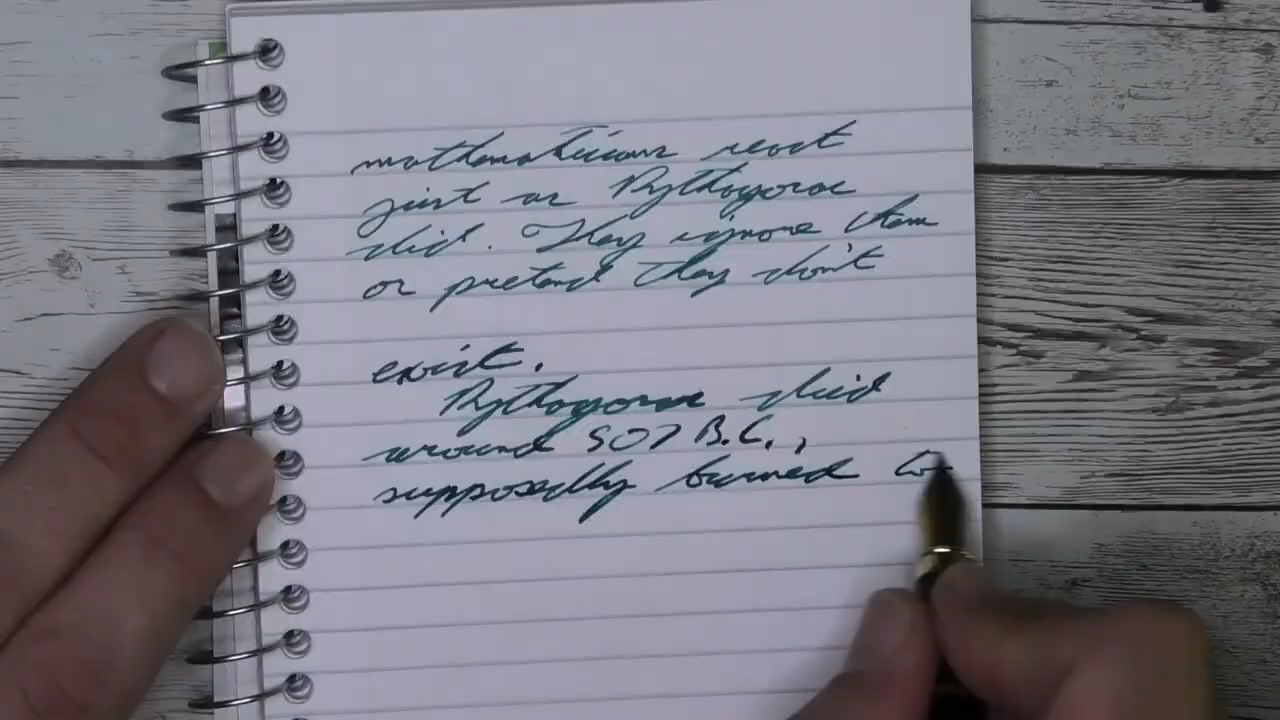 mathematicians react
just as Pythagoras
did. They ignore them
or pretend they don't
exist.
Pythagoras died
around 507 B.C.,
supposedly burned to